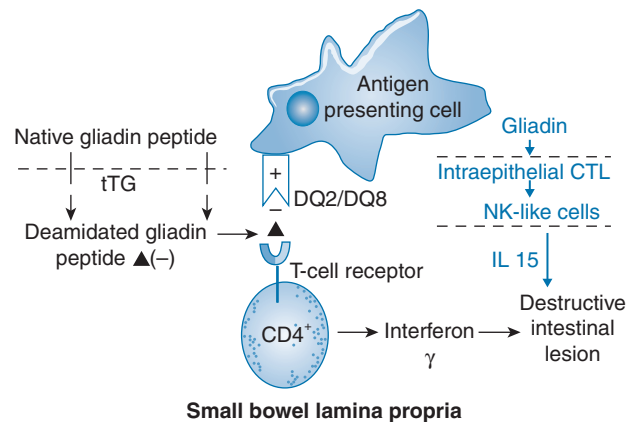 Antigen
presenting cell
Native gliadin peptide
tTG
Deamidated gliadin
peptide ▲(–)
+
–
▲
DQ2/DQ8
T-cell receptor
CD4+
Interferon
γ
Gliadin
Intraepithelial CTL
NK-like cells
IL 15
Destructive
intestinal
lesion
Small bowel lamina propria